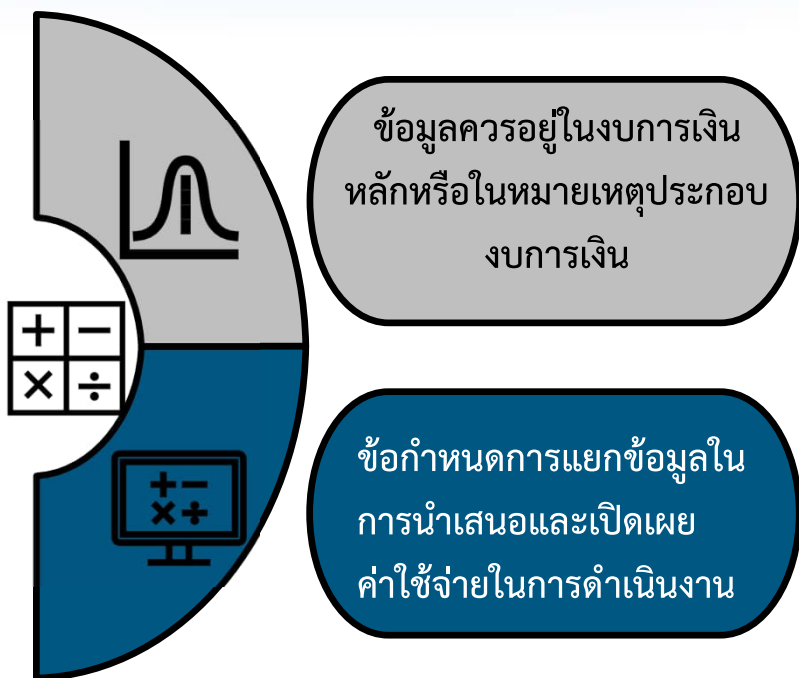 ข้อมูลควรอยู่ในงบการเงิน
หลักหรือในหมายเหตุประกอบ
งบการเงิน
ข้อกำหนดการแยกข้อมูลใน
การนำเสนอและเปิดเผย
ค่าใช้จ่ายในการดำเนินงาน